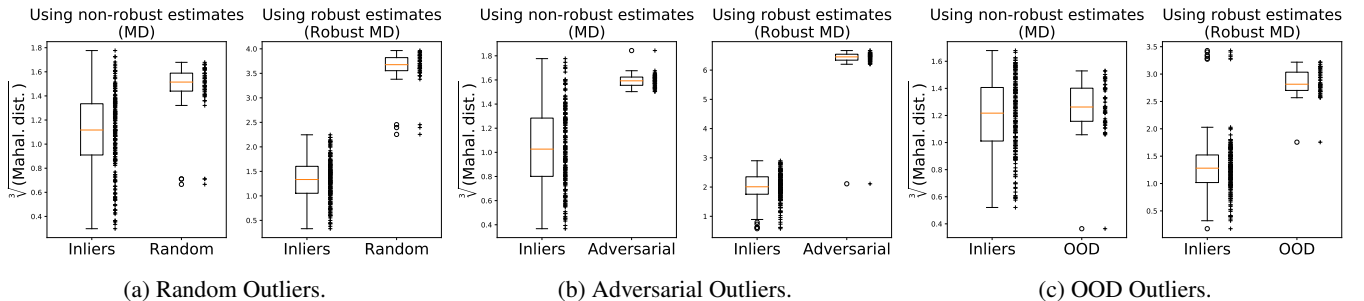 Using non-robust estimates
(MD)
Using robust estimates
(Robust MD)
Using non-robust estimates
(MD)
Using robust estimates
(Robust MD)
Using non-robust estimates
(MD)
Using robust estimates
(Robust MD)
∛(Mahal. dist.)
1.8
1.6
1.4
1.2
1.0
0.8
0.6
0.4
Inliers Random
4.0
3.5
3.0
2.5
2.0
1.5
1.0
0.5
Inliers Random
∛(Mahal. dist.)
1.8
1.6
1.4
1.2
1.0
0.8
0.6
0.4
Inliers Adversarial
6
5
4
3
2
1
Inliers Adversarial
∛(Mahal. dist.)
1.6
1.4
1.2
1.0
0.8
0.6
0.4
Inliers OOD
3.5
3.0
2.5
2.0
1.5
1.0
0.5
Inliers OOD
(a) Random Outliers.
(b) Adversarial Outliers.
(c) OOD Outliers.